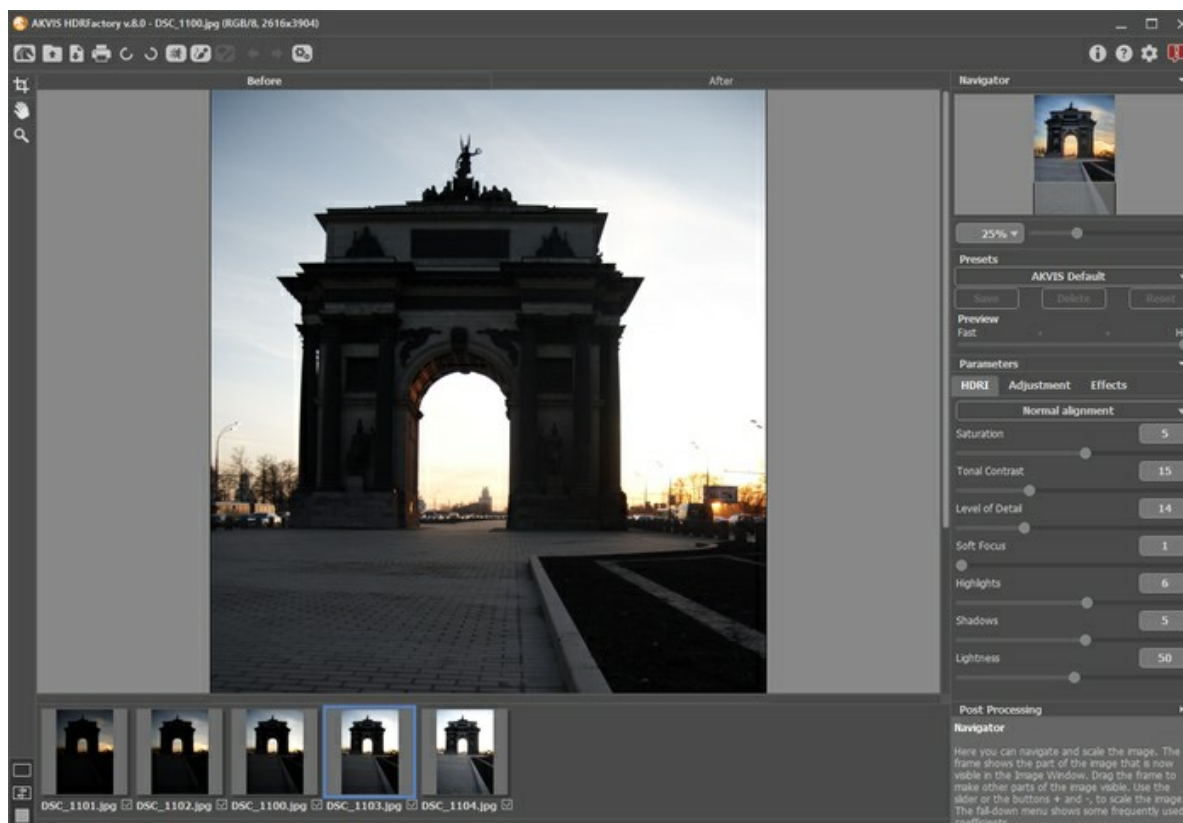 AKVIS HDRFactory v.8.0 - DSC_1100.jpg (RGB/8, 2616x3904)
Before
After
Navigator
25%
Presets
AKVIS Default
Save
Delete
Reset
Preview
Fast
Parameters
HDRI
Adjustment
Effects
Normal alignment
Saturation
5
Tonal Contrast
15
Level of Detail
14
Soft Focus
1
Highlights
6
Shadows
5
Lightness
50
Post Processing
Navigator
Here you can navigate and scale the image. The
frame shows the part of the image that is now
visible in the Image Window. Drag the frame to
make other parts of the image visible. Use the
slider or the buttons + and -, to scale the image.
The fall-down menu shows some frequently used
coefficients.
DSC_1101.jpg
DSC_1102.jpg
DSC_1100.jpg
DSC_1103.jpg
DSC_1104.jpg